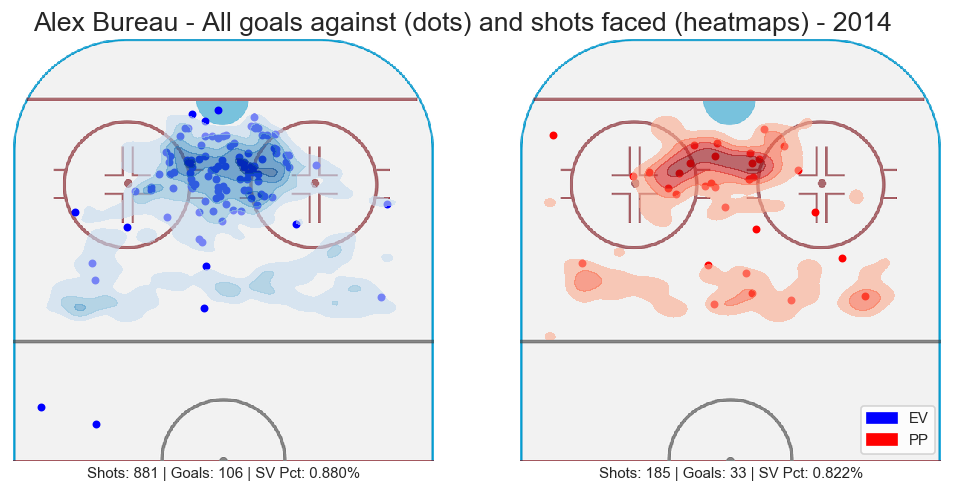 Alex Bureau - All goals against (dots) and shots faced (heatmaps) - 2014
EV
PP
Shots: 881 | Goals: 106 | SV Pct: 0.880%
Shots: 185 | Goals: 33 | SV Pct: 0.822%